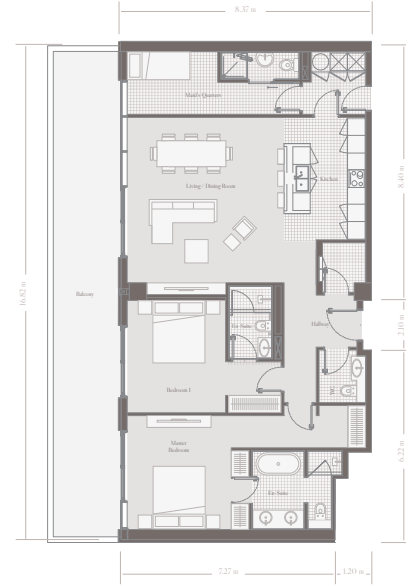 8.37 m
Maid's Quarters
Kitchen
Living / Dining Room
8.40 m
16.82 m
Balcony
En-Suite
Hallway
2.10 m
Bedroom 1
Master
Bedroom
6.22 m
En-Suite
7.27 m
1.20 m